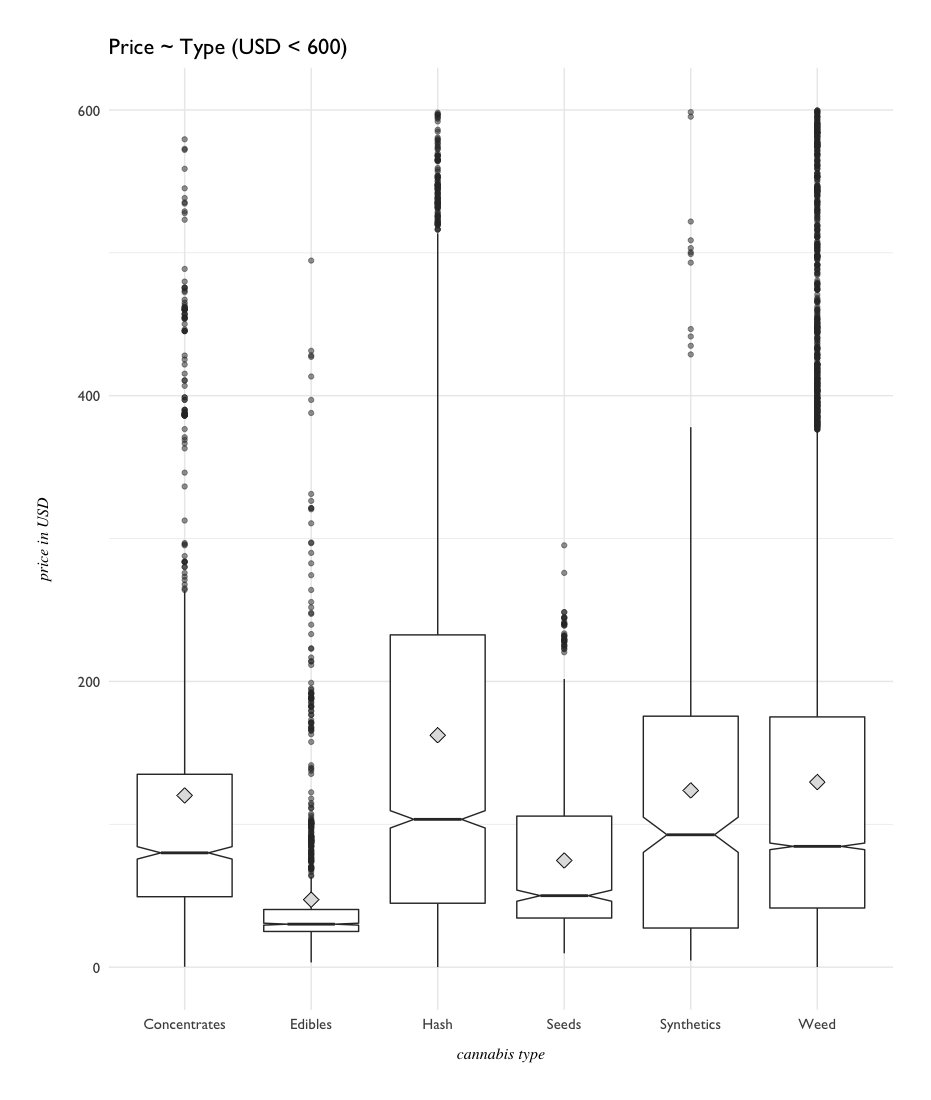 Price ~ Type (USD < 600)
600
400
200
0
price in USD
Concentrates Edibles Hash Seeds Synthetics Weed
cannabis type